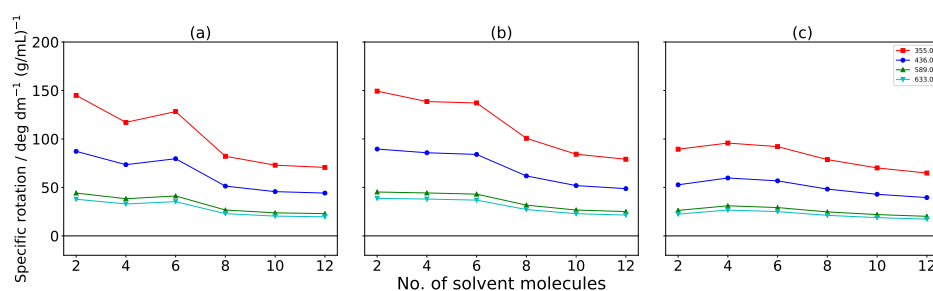 (a) (b) (c)
Specific rotation / deg dm⁻¹ (g/mL)⁻¹
200
150
100
50
0
355.0
436.0
589.0
633.0
2 4 6 8 10 12 2 4 6 8 10 12 2 4 6 8 10 12
No. of solvent molecules